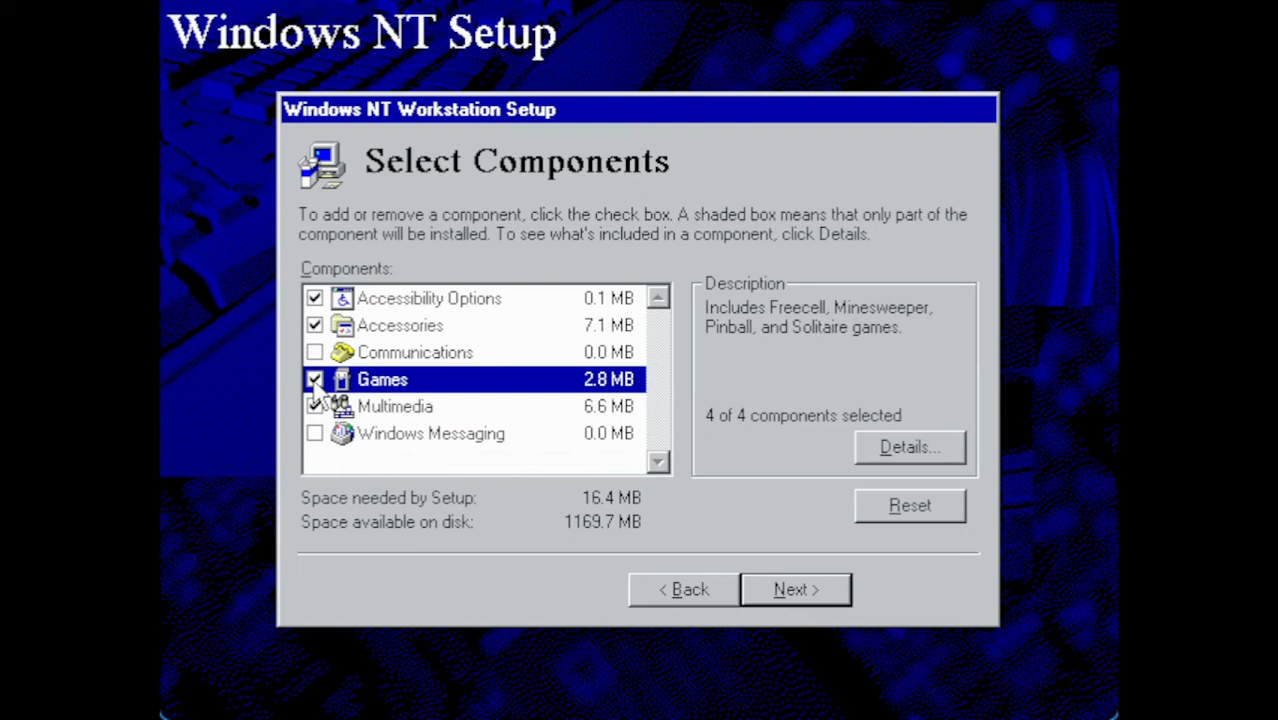 Windows NT Setup
Windows NT Workstation Setup
Select Components
To add or remove a component, click the check box. A shaded box means that only part of the
component will be installed. To see what's included in a component, click Details.
Components:
Accessibility Options 0.1 MB
Accessories 7.1 MB
Communications 0.0 MB
Games 2.8 MB
Multimedia 6.6 MB
Windows Messaging 0.0 MB
Description
Includes Freecell, Minesweeper,
Pinball, and Solitaire games.
4 of 4 components selected
Details...
Space needed by Setup: 16.4 MB
Space available on disk: 1169.7 MB
Reset
< Back
Next >